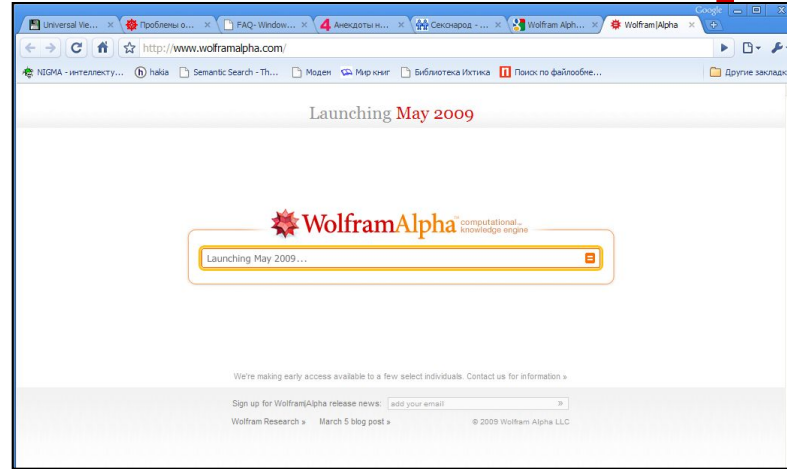 Google
Universal Vie... Проблемы о... FAQ- Window... Анекдоты н... Секонарод - ... Wolfram Alph... Wolfram|Alpha
http://www.wolframalpha.com/
NIGMA - интеллекту... hakia Semantic Search - Th... Модем Мир книг Библиотека Ихтика Поиск по файлообме... Другие закладк
Launching May 2009
WolframAlpha™ computational... knowledge engine
Launching May 2009...
We're making early access available to a few select individuals. Contact us for information »
Sign up for Wolfram|Alpha release news: add your email »
Wolfram Research » March 5 blog post » © 2009 Wolfram Alpha LLC